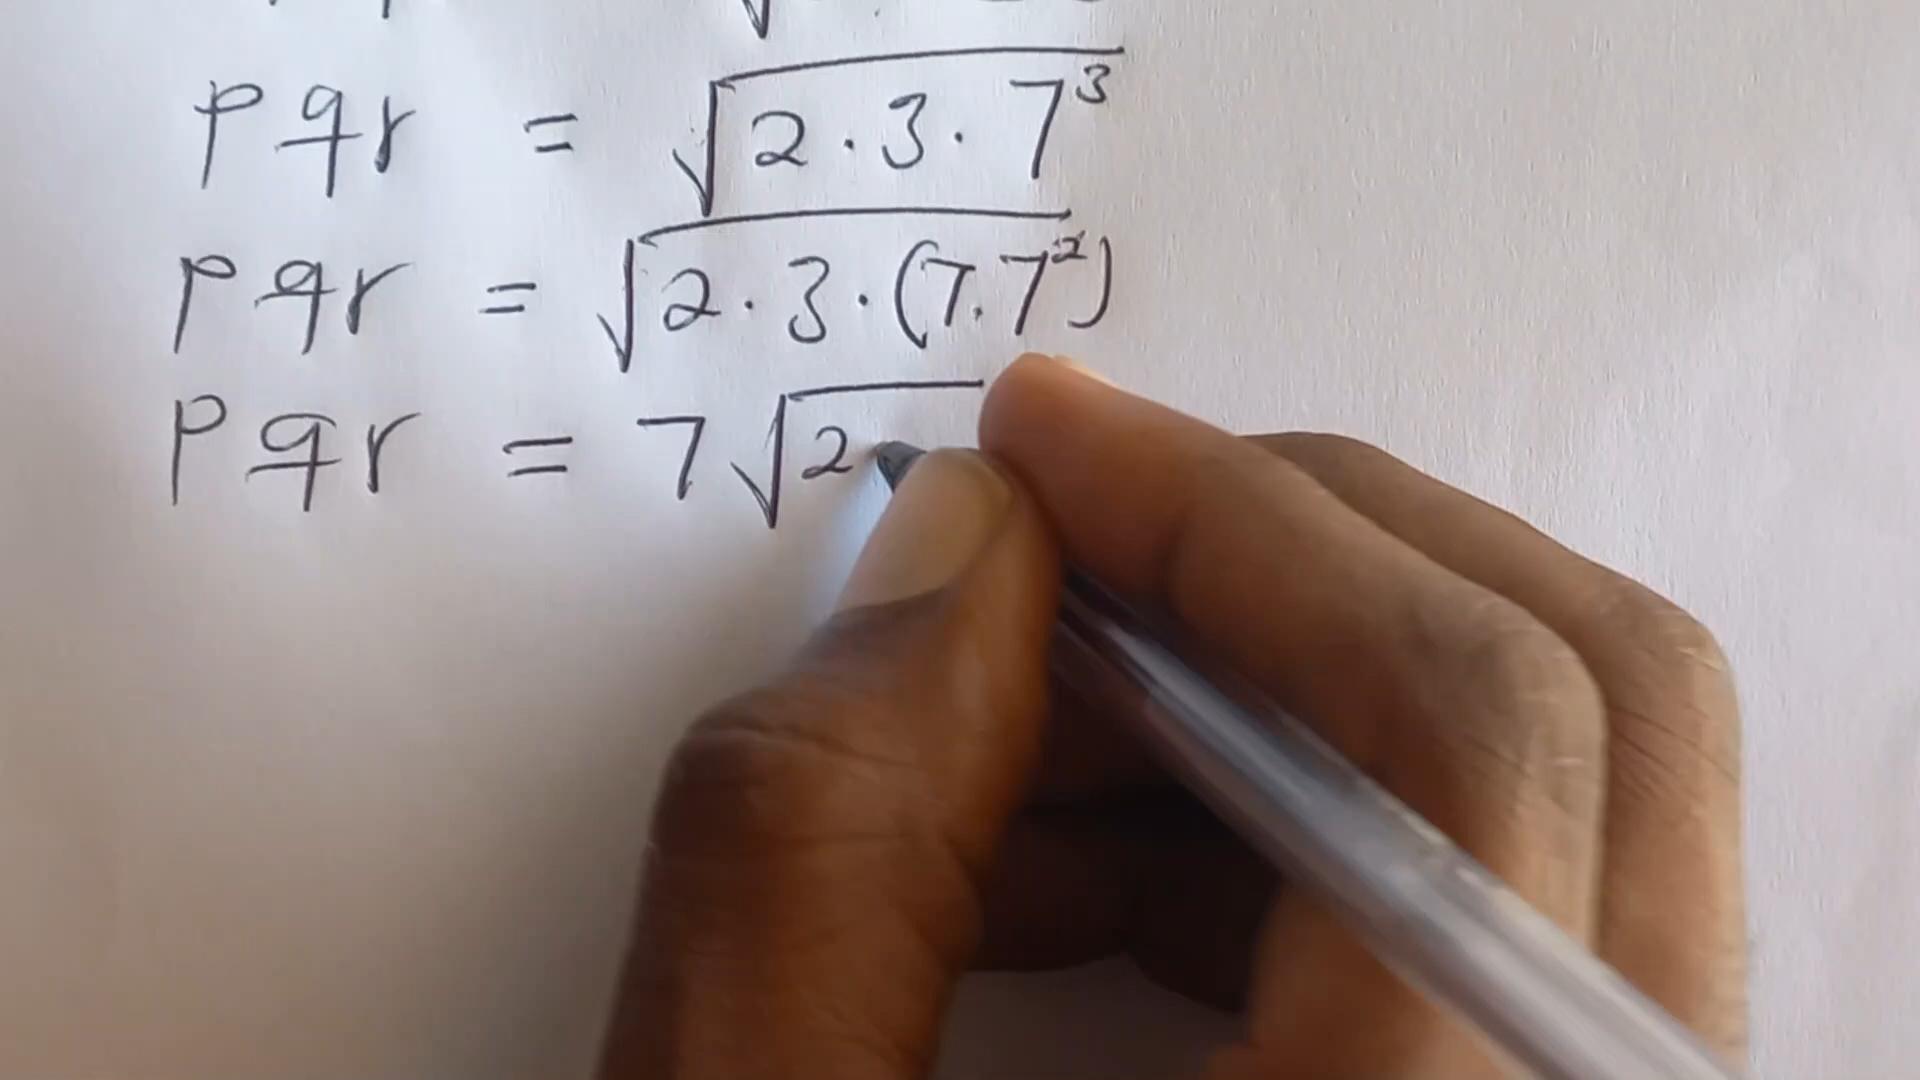 pqr = √2·3·7³
pqr = √2·3·(7.7²)
pqr = 7√2